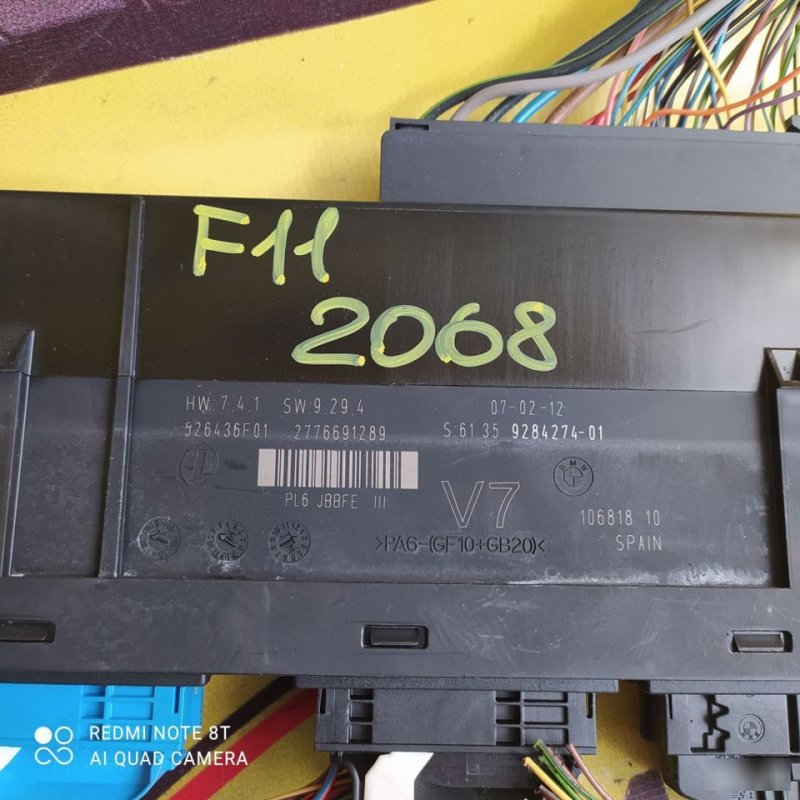 F11
2068
HW:7.4.1 SW:9.29.4 07-02-12
526436F01 2776691289 S:61.35 9284274-01
BMW
PL6 JBBFE III
V7
106818 10
>PA6-(GF10+GB20)<
SPAIN
REDMI NOTE 8T
AI QUAD CAMERA